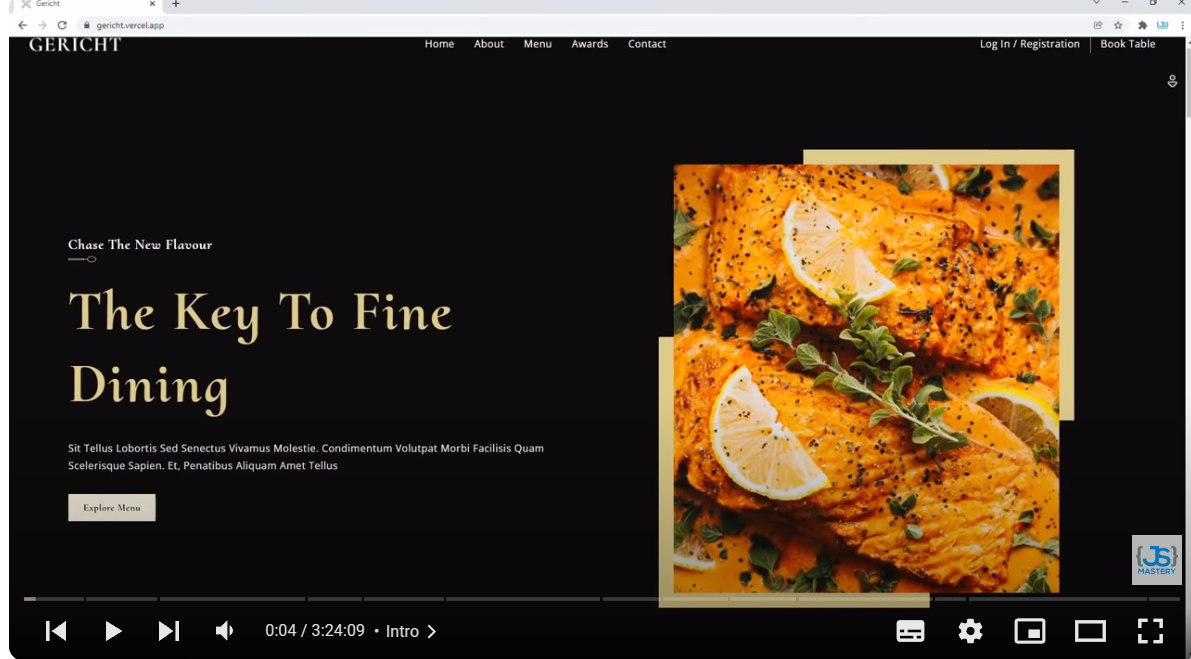 Gericht
gericht.vercel.app
GERICHT
Home About Menu Awards Contact
Log In / Registration Book Table
Chase The New Flavour
The Key To Fine
Dining
Sit Tellus Lobortis Sed Senectus Vivamus Molestie. Condimentum Volutpat Morbi Facilisis Quam
Scelerisque Sapien. Et, Penatibus Aliquam Amet Tellus
Explore Menu
{JS}
MASTERY
0:04 / 3:24:09 • Intro